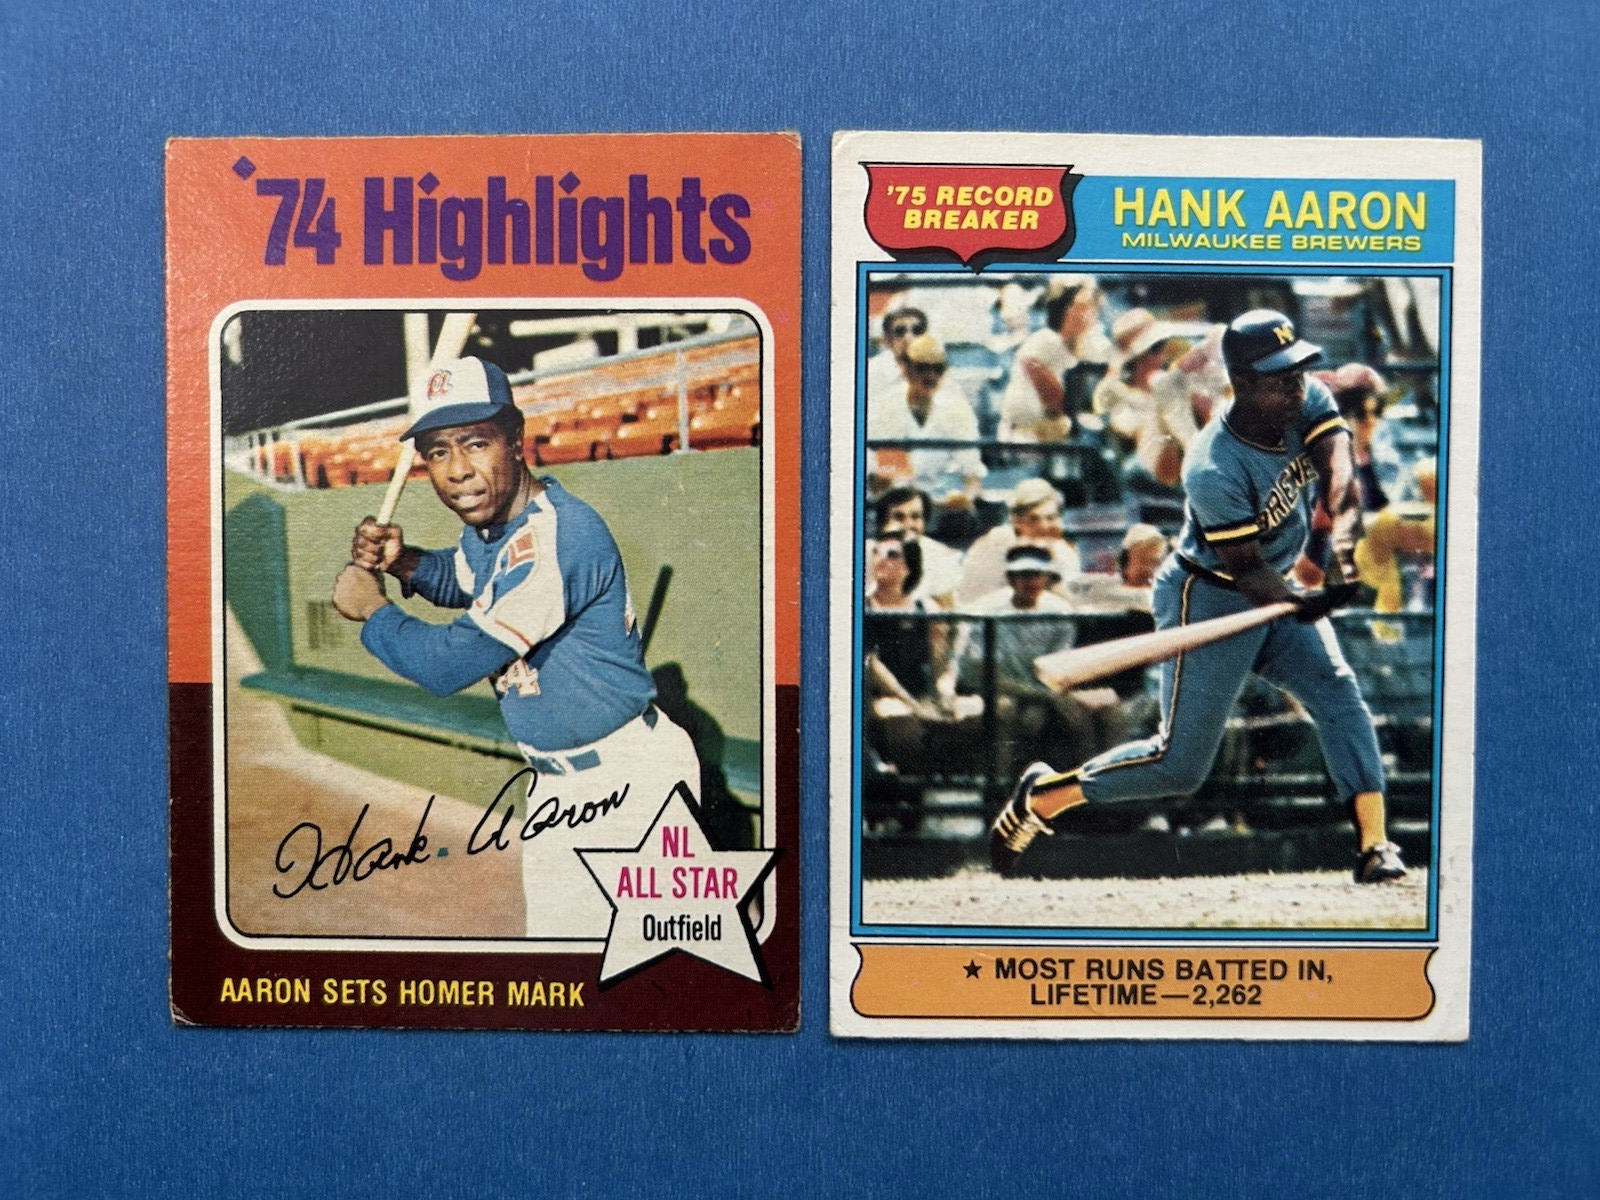 '74 Highlights
Hank Aaron
NL
ALL STAR
Outfield
AARON SETS HOMER MARK
'75 RECORD
BREAKER
HANK AARON
MILWAUKEE BREWERS
★ MOST RUNS BATTED IN,
LIFETIME—2,262